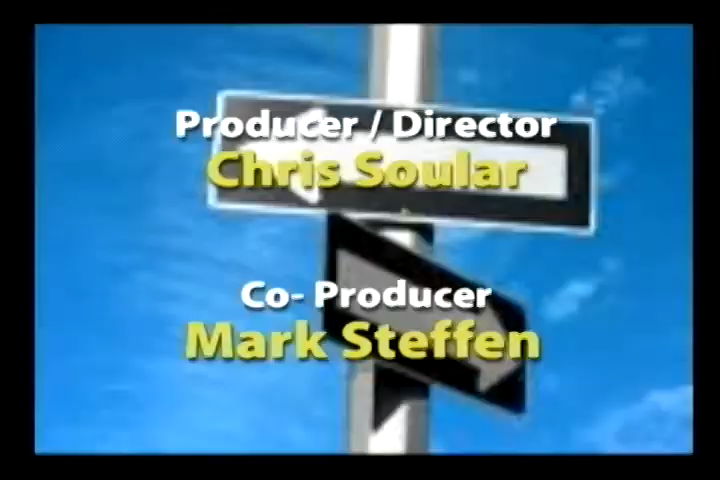 Producer / Director
Chris Soular
Co- Producer
Mark Steffen